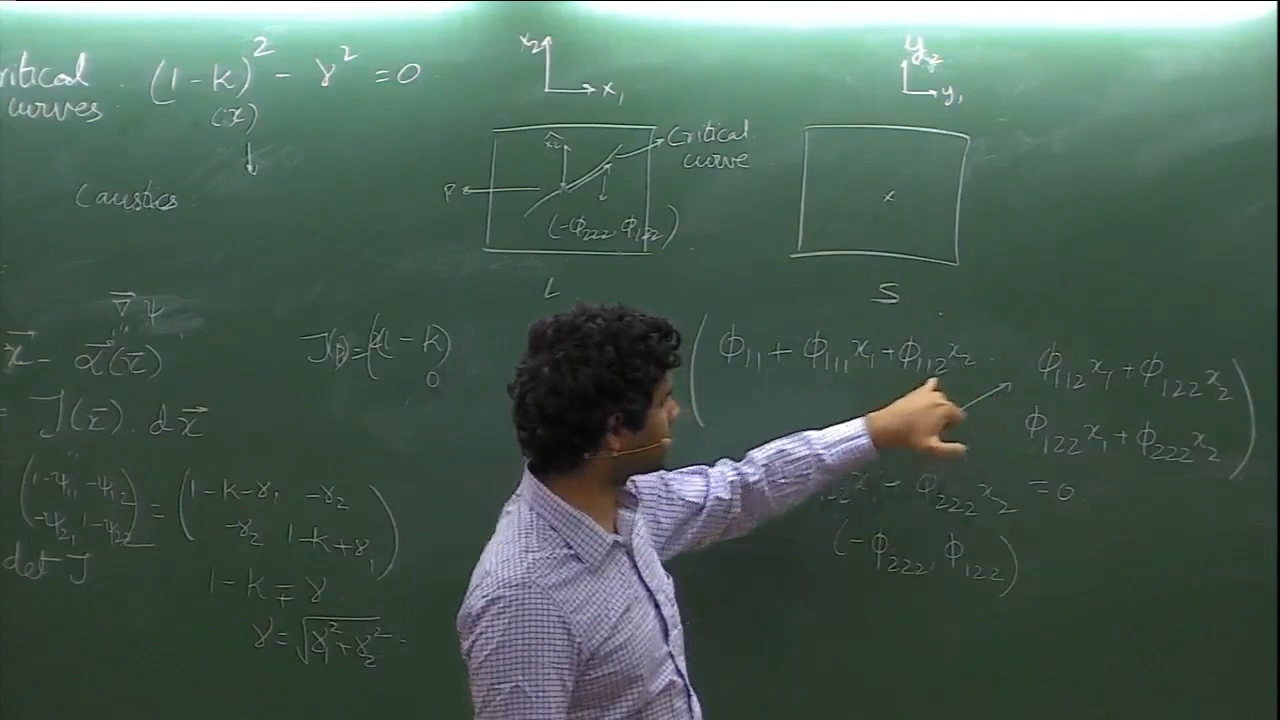 ritical curves : (1-K)² - γ² = 0
(x)
↓
Caustics
∇⃗ψ
x⃗ - α⃗(x⃗)
= J(x⃗) . dx⃗
(1-ψ₁₁ -ψ₁₂
-ψ₂₁ 1-ψ₂₂) = (1-K-γ₁ -γ₂
-γ₂ 1-K+γ₁)
det J
1-K ∓ γ
γ = √γ₁²+γ₂²
x₂
x₁
Critical curve
x̂₂
P
(-φ₂₂₂, φ₁₂₂)
L
y₂
y₁
x
S
- K)
0
(φ₁₁ + φ₁₁₁x₁ + φ₁₁₂x₂ φ₁₁₂x₁ + φ₁₂₂x₂
φ₁₂₂x₁ + φ₂₂₂x₂)
φ₂₂₂x₂ = 0
(-φ₂₂₂, φ₁₂₂)